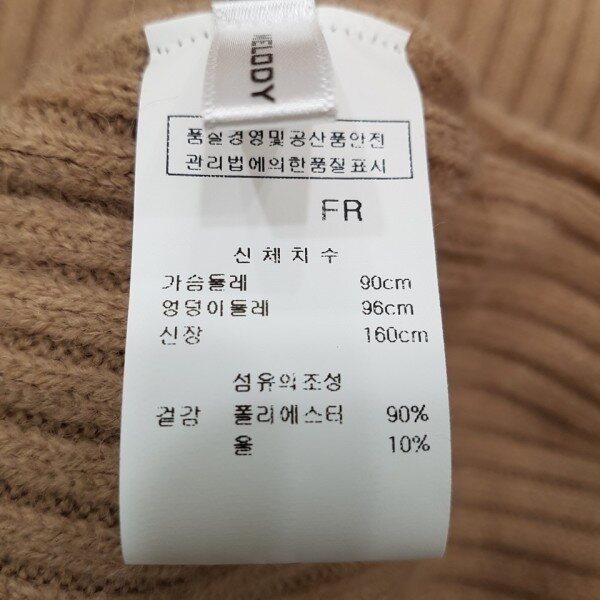 MELODY
품질경영및공산품안전
관리법에의한품질표시
FR
신체치수
가슴둘레 90cm
엉덩이둘레 96cm
신장 160cm
섬유의조성
겉감 폴리에스터 90%
울 10%